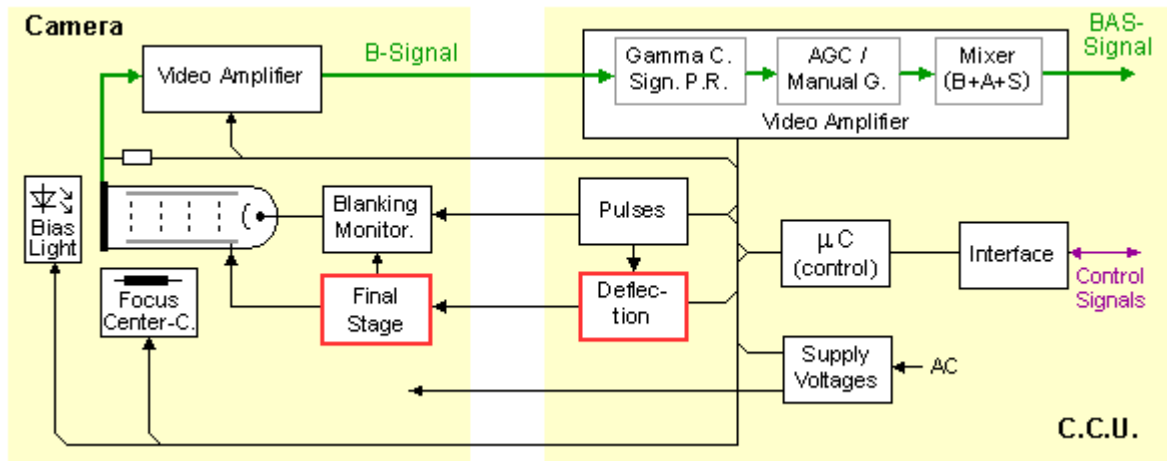 Camera
Video Amplifier
B-Signal
Gamma C.
Sign. P.R.
AGC /
Manual G.
Mixer
(B+A+S)
Video Amplifier
BAS-
Signal
Bias
Light
Blanking
Monitor.
Pulses
μC
(control)
Interface
Control
Signals
Focus
Center-C.
Final
Stage
Deflec-
tion
Supply
Voltages
AC
C.C.U.